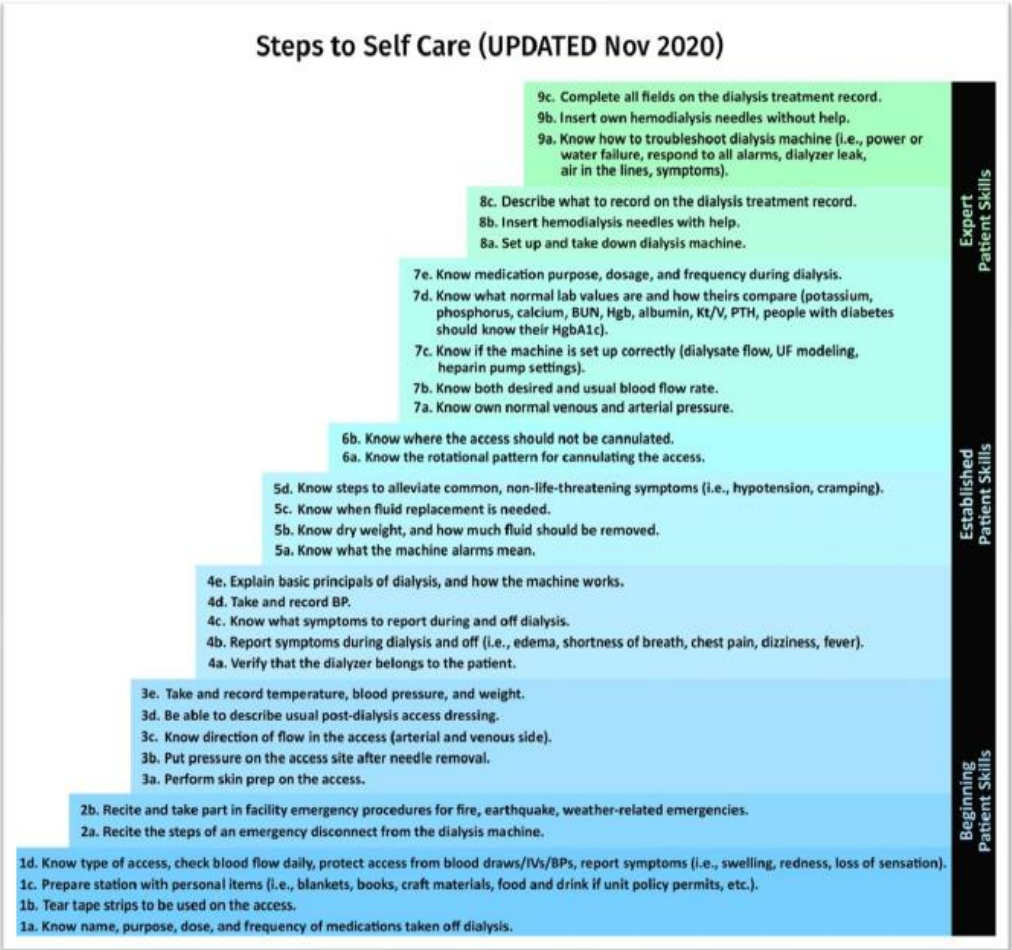 Steps to Self Care (UPDATED Nov 2020)
9c. Complete all fields on the dialysis treatment record.
9b. Insert own hemodialysis needles without help.
9a. Know how to troubleshoot dialysis machine (i.e., power or
water failure, respond to all alarms, dialyzer leak,
air in the lines, symptoms).
8c. Describe what to record on the dialysis treatment record.
8b. Insert hemodialysis needles with help.
8a. Set up and take down dialysis machine.
Expert
Patient Skills
7e. Know medication purpose, dosage, and frequency during dialysis.
7d. Know what normal lab values are and how theirs compare (potassium,
phosphorus, calcium, BUN, Hgb, albumin, Kt/V, PTH, people with diabetes
should know their HgbA1c).
7c. Know if the machine is set up correctly (dialysate flow, UF modeling,
heparin pump settings).
7b. Know both desired and usual blood flow rate.
7a. Know own normal venous and arterial pressure.
6b. Know where the access should not be cannulated.
6a. Know the rotational pattern for cannulating the access.
5d. Know steps to alleviate common, non-life-threatening symptoms (i.e., hypotension, cramping).
5c. Know when fluid replacement is needed.
5b. Know dry weight, and how much fluid should be removed.
5a. Know what the machine alarms mean.
Established
Patient Skills
4e. Explain basic principals of dialysis, and how the machine works.
4d. Take and record BP.
4c. Know what symptoms to report during and off dialysis.
4b. Report symptoms during dialysis and off (i.e., edema, shortness of breath, chest pain, dizziness, fever).
4a. Verify that the dialyzer belongs to the patient.
3e. Take and record temperature, blood pressure, and weight.
3d. Be able to describe usual post-dialysis access dressing.
3c. Know direction of flow in the access (arterial and venous side).
3b. Put pressure on the access site after needle removal.
3a. Perform skin prep on the access.
2b. Recite and take part in facility emergency procedures for fire, earthquake, weather-related emergencies.
2a. Recite the steps of an emergency disconnect from the dialysis machine.
1d. Know type of access, check blood flow daily, protect access from blood draws/IVs/BPs, report symptoms (i.e., swelling, redness, loss of sensation).
1c. Prepare station with personal items (i.e., blankets, books, craft materials, food and drink if unit policy permits, etc.).
1b. Tear tape strips to be used on the access.
1a. Know name, purpose, dose, and frequency of medications taken off dialysis.
Beginning
Patient Skills